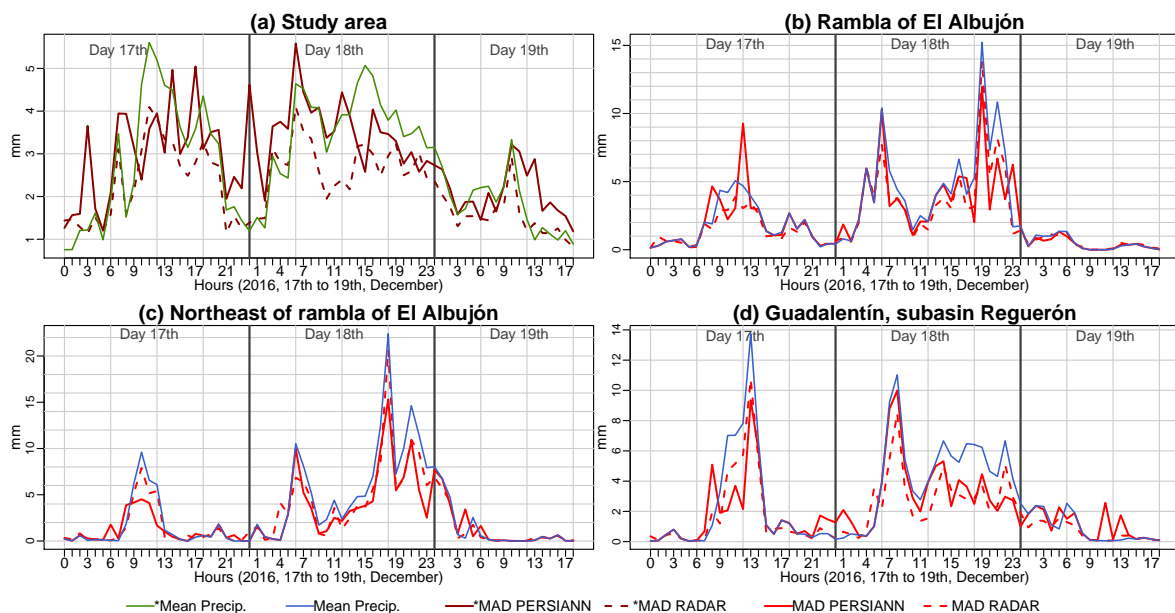 (a) Study area
Day 17th Day 18th Day 19th
mm
1 2 3 4 5
0 3 6 9 13 17 21 1 4 7 11 15 19 23 3 6 9 13 17
Hours (2016, 17th to 19th, December)
(b) Rambla of El Albujón
Day 17th Day 18th Day 19th
mm
0 5 10 15
0 3 6 9 13 17 21 1 4 7 11 15 19 23 3 6 9 13 17
Hours (2016, 17th to 19th, December)
(c) Northeast of rambla of El Albujón
Day 17th Day 18th Day 19th
mm
0 5 10 15 20
0 3 6 9 13 17 21 1 4 7 11 15 19 23 3 6 9 13 17
Hours (2016, 17th to 19th, December)
(d) Guadalentín, subasin Reguerón
Day 17th Day 18th Day 19th
mm
0 2 4 6 8 10 12 14
0 3 6 9 13 17 21 1 4 7 11 15 19 23 3 6 9 13 17
Hours (2016, 17th to 19th, December)
*Mean Precip. Mean Precip. *MAD PERSIANN *MAD RADAR MAD PERSIANN MAD RADAR